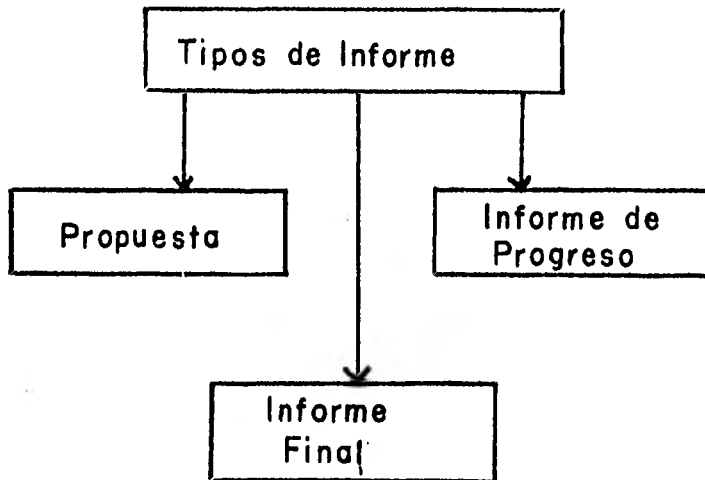 Tipos de Informe
Propuesta
Informe de
Progreso
Informe
Final